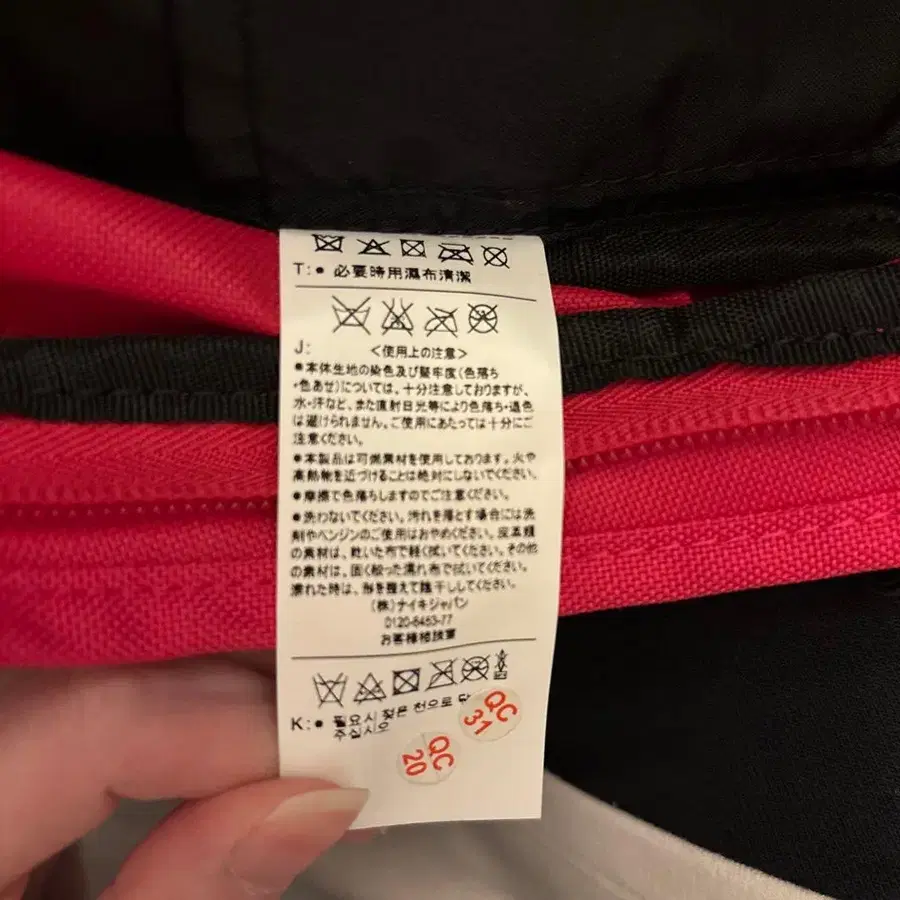 T:● 必要時用濕布清潔
J: <使用上の注意>
●本体生地の染色及び堅牢度(色落ち
・色あせ)については、十分注意しておりますが、
水・汗など、また直射日光等により色落ち・退色
は避けられません。ご使用にあたっては十分にご
注意ください。
●本製品は可燃素材を使用しております。火や
高熱物を近づけることは絶対にしないでください。
●摩擦で色落ちしますのでご注意ください。
●洗わないでください。汚れを落とす場合には洗
剤やベンジンのご使用はおやめください。皮革類
の素材は、乾いた布で軽く拭いてください。その他
の素材は、固く絞った濡れ布で拭いてください。
濡れた時は、形を整えて陰干ししてください。
(株)ナイキジャパン
0120-6453-77
お客様相談室
K:● 필요시 젖은 천으로
주십시오
QC
31
QC
20